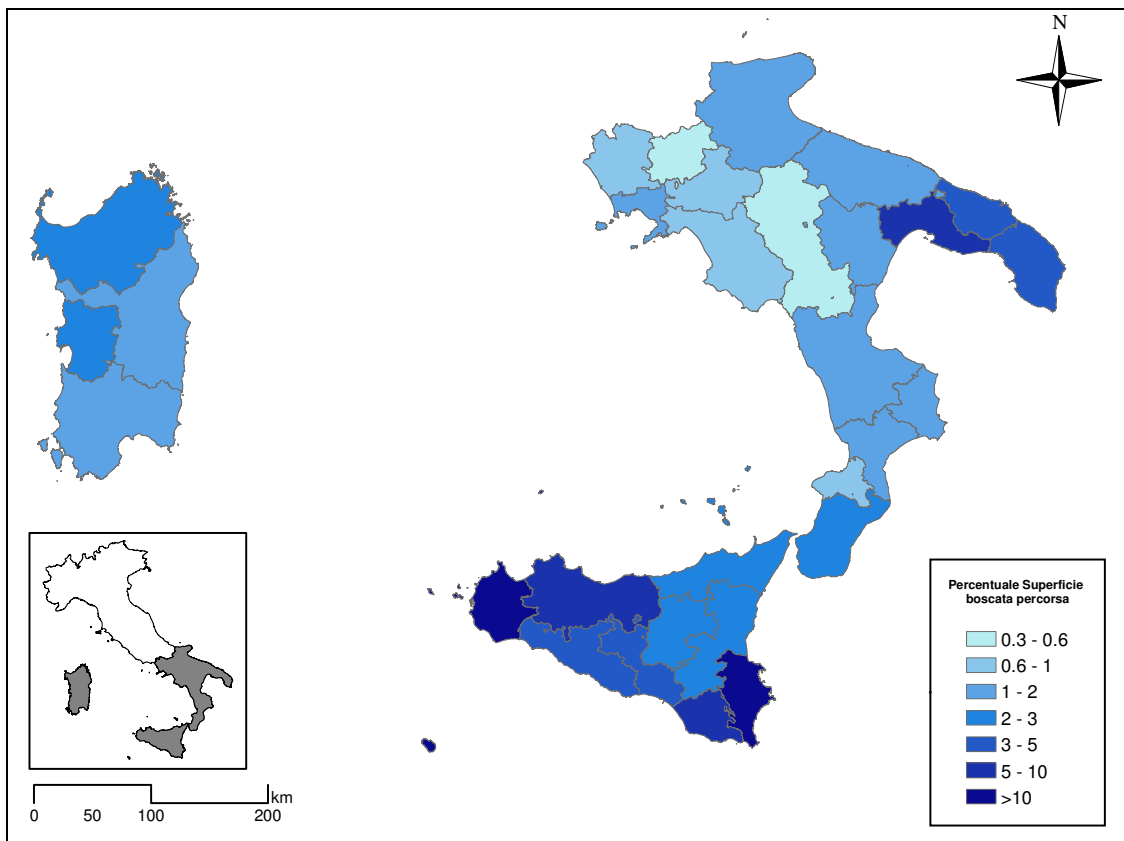 N
Percentuale Superficie
boscata percorsa
0.3 - 0.6
0.6 - 1
1 - 2
2 - 3
3 - 5
5 - 10
>10
km
0 50 100 200